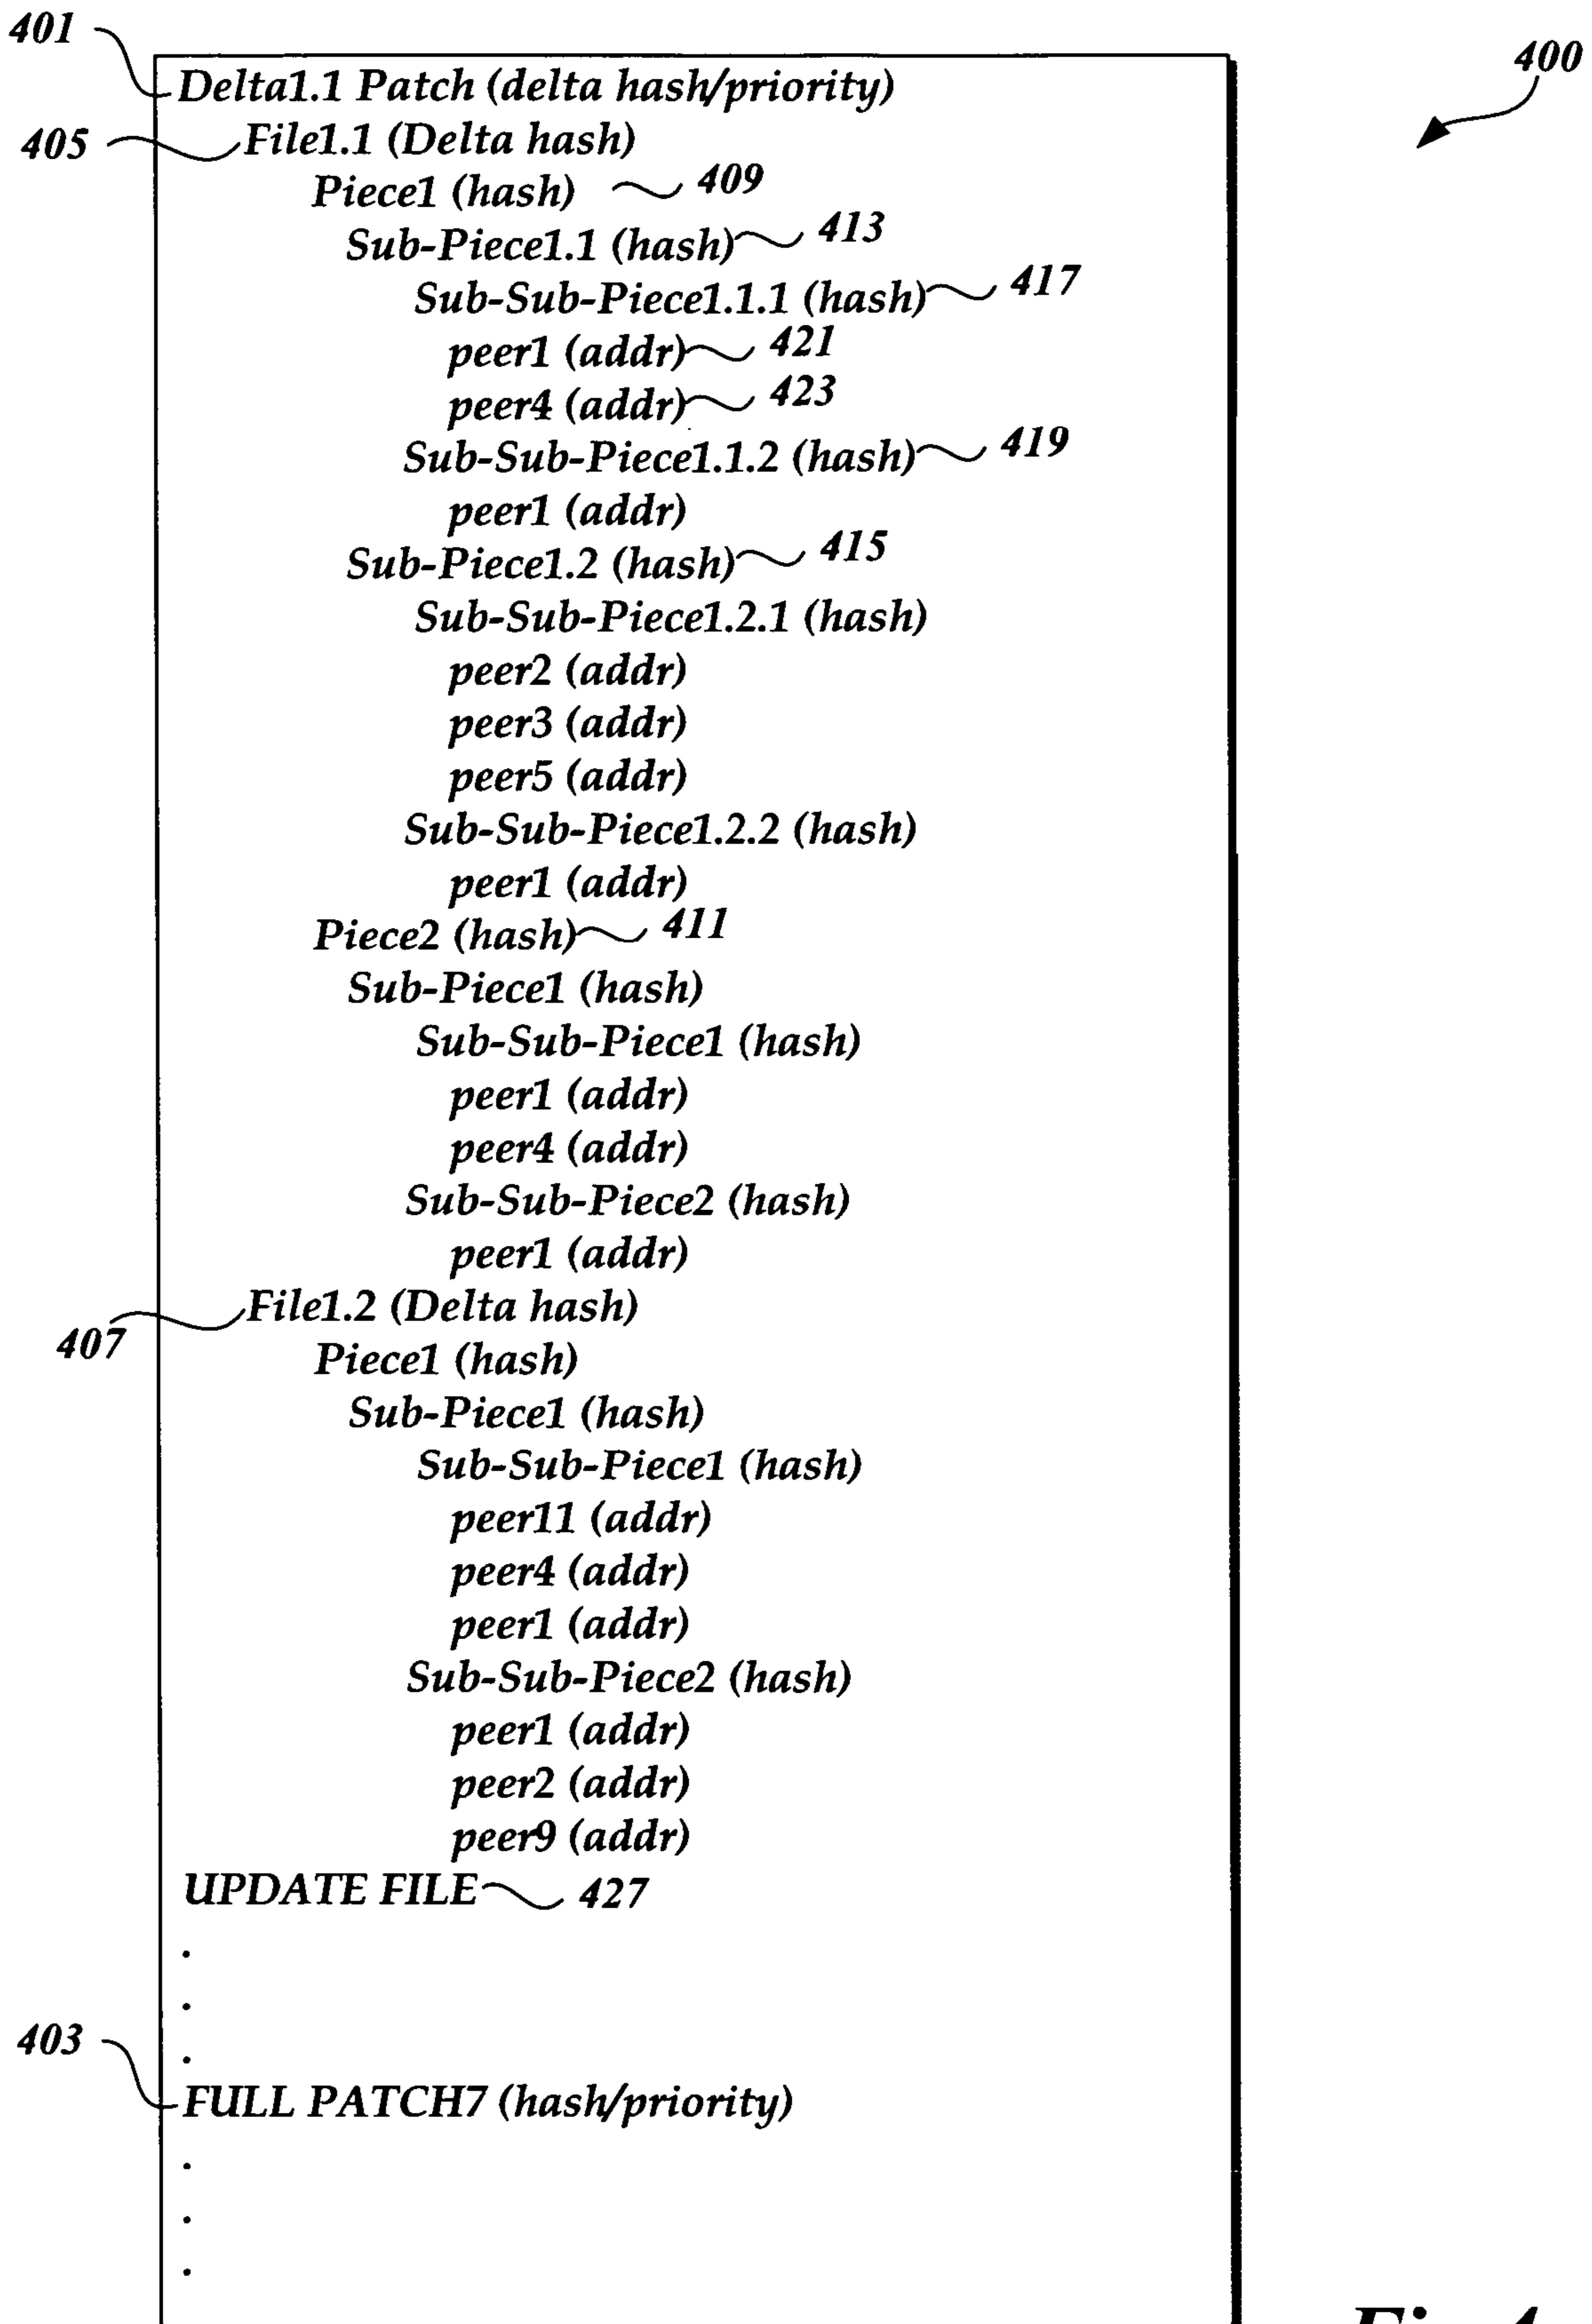 401
400
Delta1.1 Patch (delta hash/priority)
405 File1.1 (Delta hash)
Piece1 (hash) 409
Sub-Piece1.1 (hash) 413
Sub-Sub-Piece1.1.1 (hash) 417
peer1 (addr) 421
peer4 (addr) 423
Sub-Sub-Piece1.1.2 (hash) 419
peer1 (addr)
Sub-Piece1.2 (hash) 415
Sub-Sub-Piece1.2.1 (hash)
peer2 (addr)
peer3 (addr)
peer5 (addr)
Sub-Sub-Piece1.2.2 (hash)
peer1 (addr)
Piece2 (hash) 411
Sub-Piece1 (hash)
Sub-Sub-Piece1 (hash)
peer1 (addr)
peer4 (addr)
Sub-Sub-Piece2 (hash)
peer1 (addr)
File1.2 (Delta hash)
407
Piece1 (hash)
Sub-Piece1 (hash)
Sub-Sub-Piece1 (hash)
peer11 (addr)
peer4 (addr)
peer1 (addr)
Sub-Sub-Piece2 (hash)
peer1 (addr)
peer2 (addr)
peer9 (addr)
UPDATE FILE 427
.
.
.
403
FULL PATCH7 (hash/priority)
.
.
.